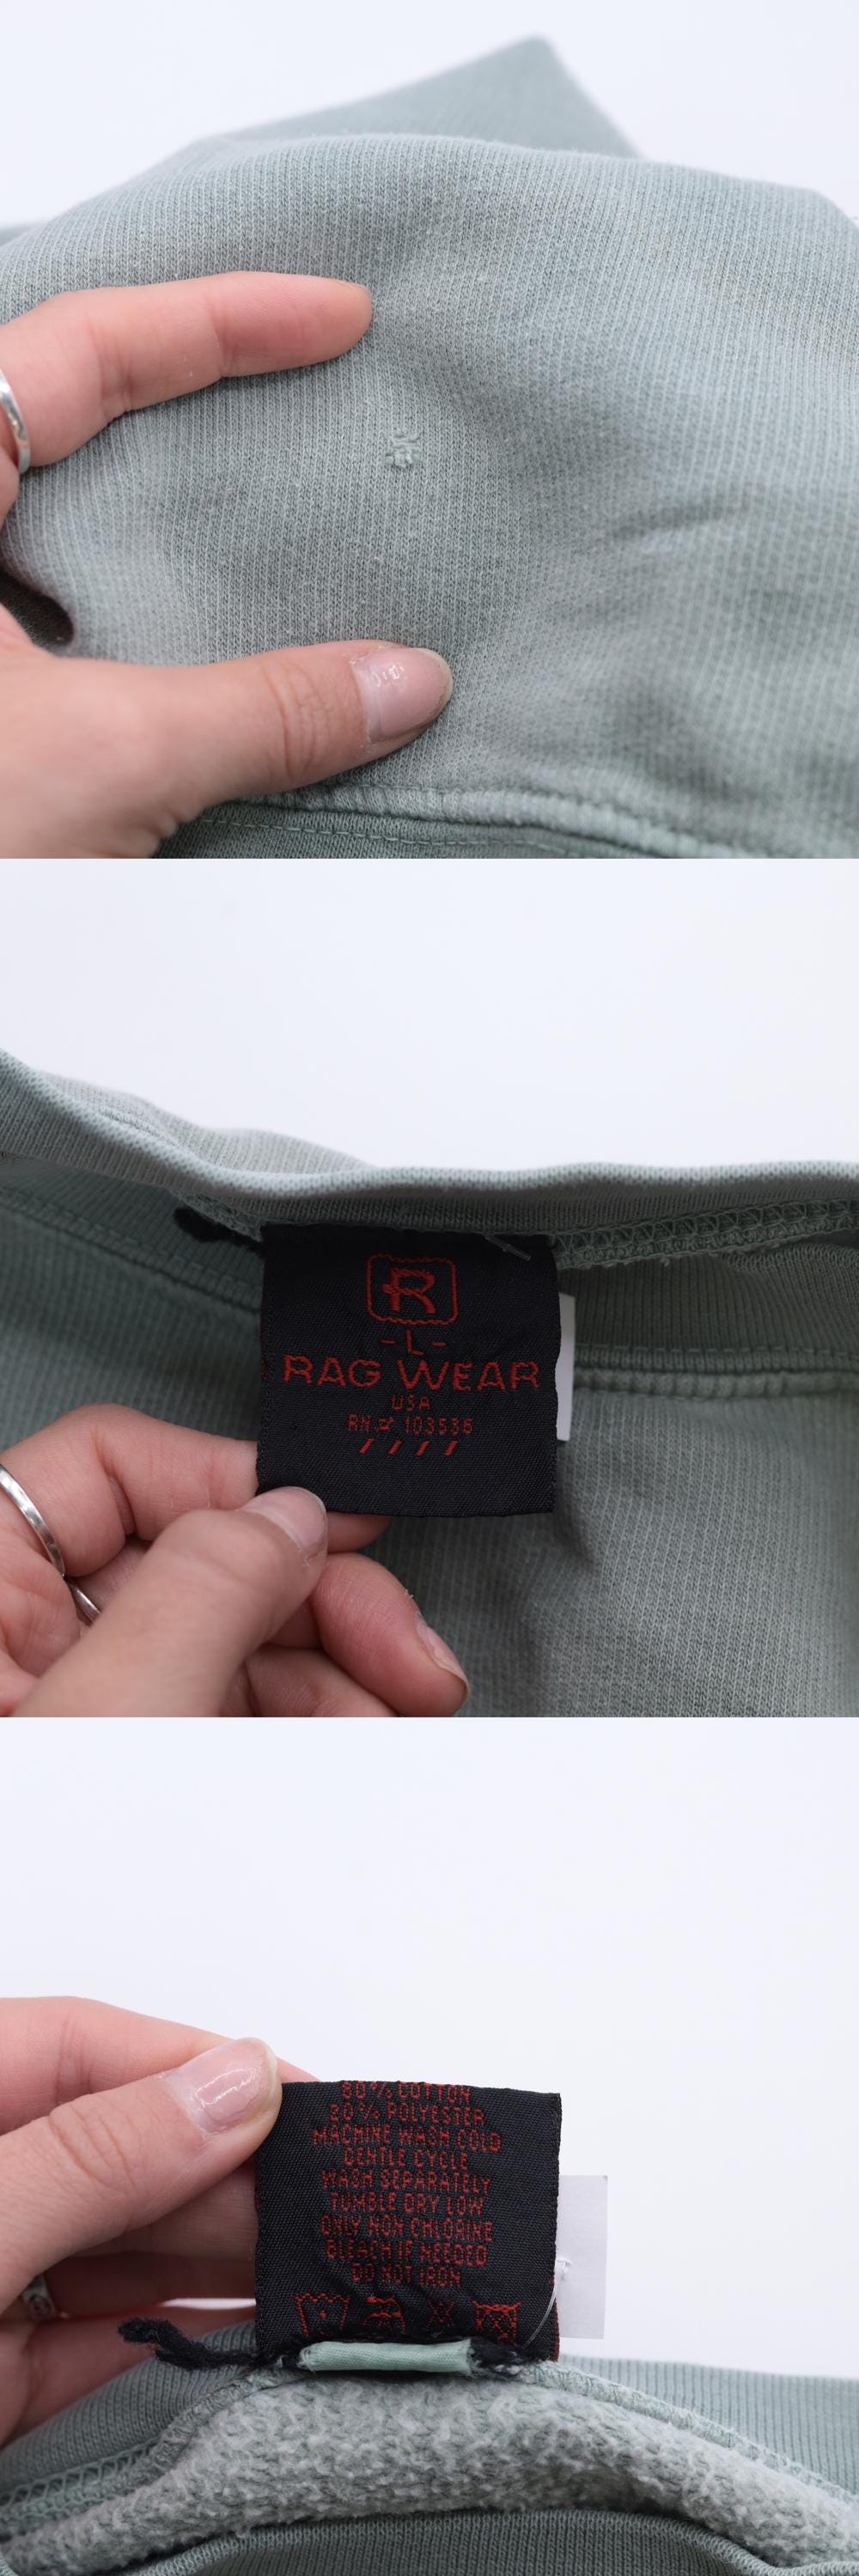 R
-L-
RAG WEAR
USA
RN# 103536
80% COTTON
20% POLYESTER
MACHINE WASH COLD
GENTLE CYCLE
WASH SEPARATELY
TUMBLE DRY LOW
ONLY NON CHLORINE
BLEACH IF NEEDED
DO NOT IRON